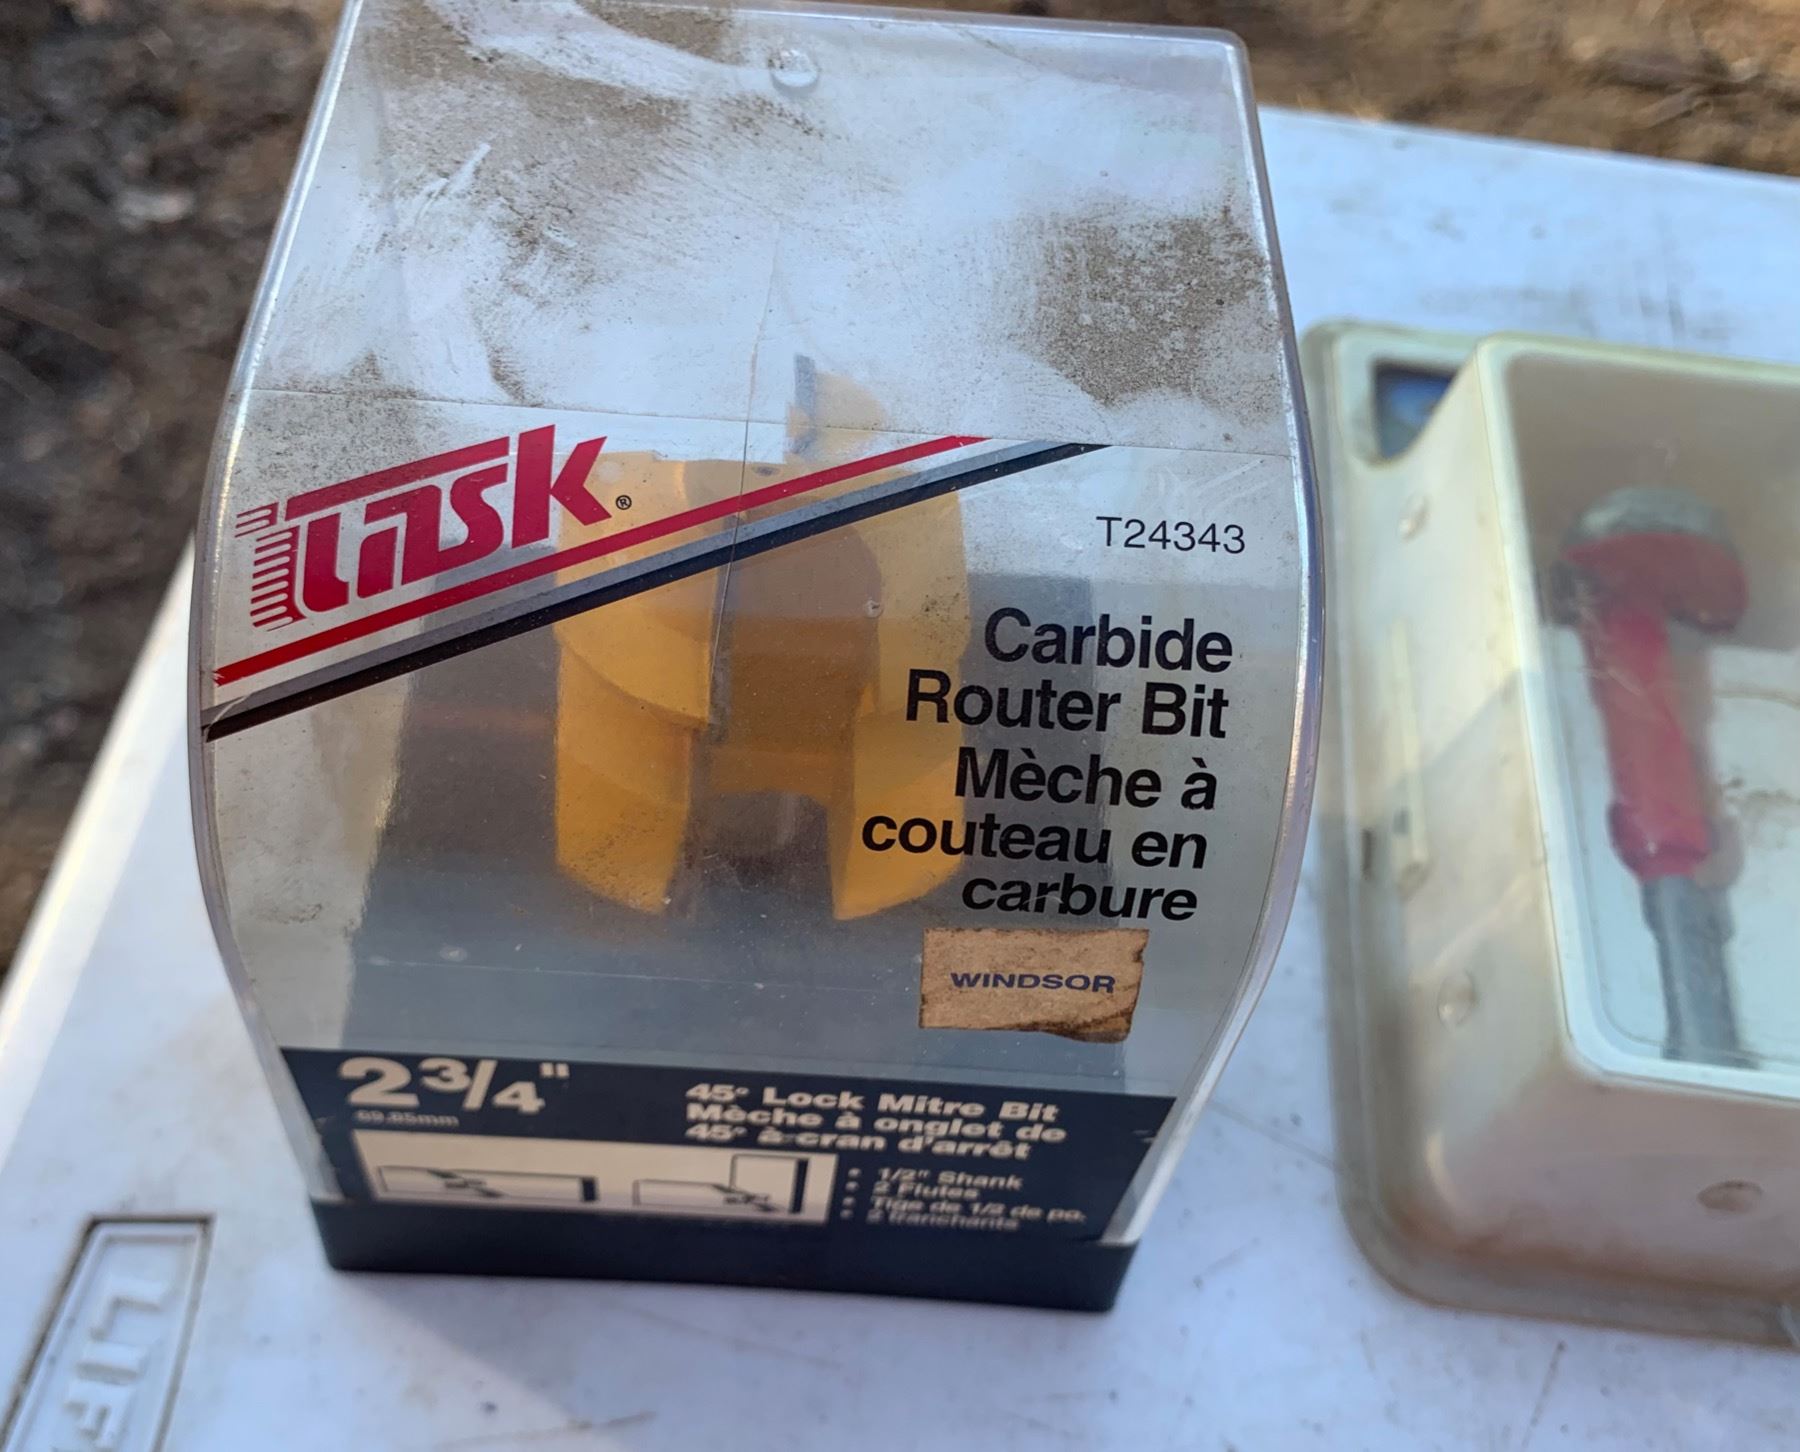 Task®
T24343
Carbide
Router Bit
Mèche à
couteau en
carbure
WINDSOR
2 3/4"
69.85mm
45° Lock Mitre Bit
Mèche à onglet de
45° à cran d'arrêt
• 1/2" Shank
• 2 Flutes
• Tige de 1/2 de po.
• 2 tranchants
LIF